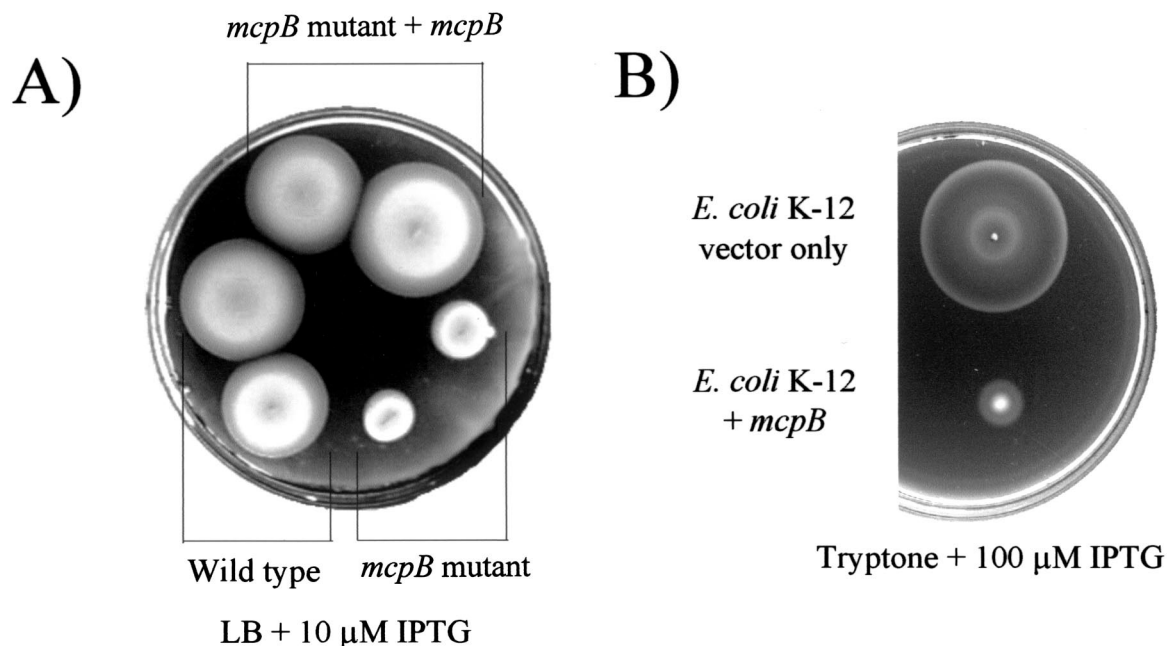 mcpB mutant + mcpB
A)
Wild type
mcpB mutant
LB + 10 μM IPTG
B)
E. coli K-12
vector only
E. coli K-12
+ mcpB
Tryptone + 100 μM IPTG